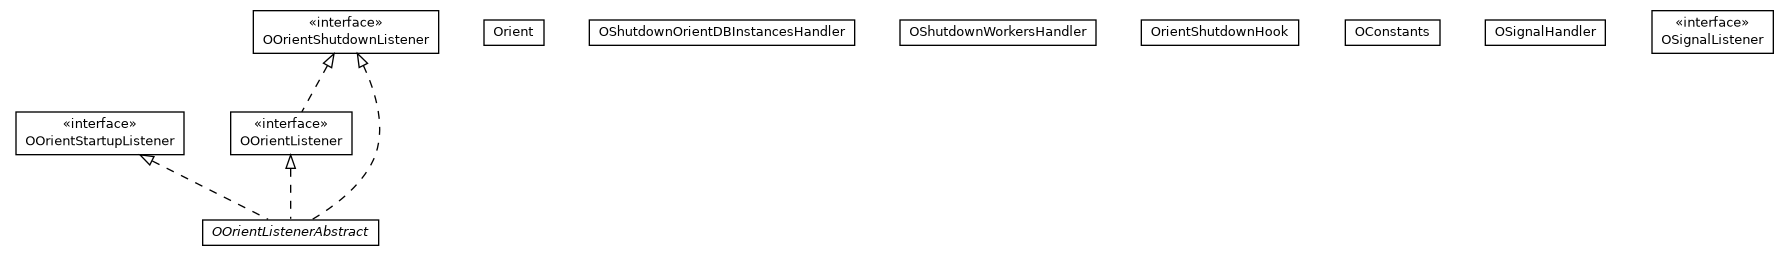 «interface»
OOrientShutdownListener
Orient
OShutdownOrientDBInstancesHandler
OShutdownWorkersHandler
OrientShutdownHook
OConstants
OSignalHandler
«interface»
OSignalListener
«interface»
OOrientStartupListener
«interface»
OOrientListener
OOrientListenerAbstract